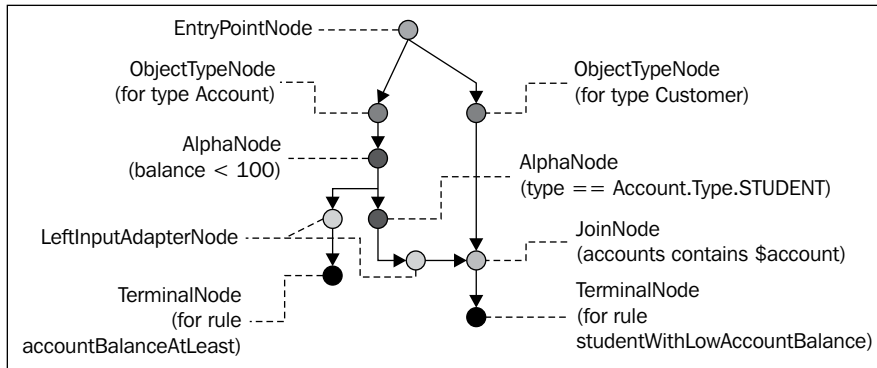 EntryPointNode
ObjectTypeNode
(for type Account)
ObjectTypeNode
(for type Customer)
AlphaNode
(balance < 100)
AlphaNode
(type == Account.Type.STUDENT)
LeftInputAdapterNode
JoinNode
(accounts contains $account)
TerminalNode
(for rule
accountBalanceAtLeast)
TerminalNode
(for rule
studentWithLowAccountBalance)